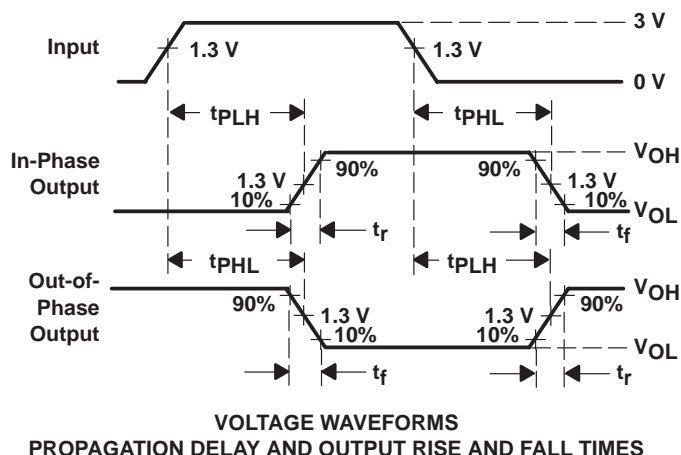 3 V
Input
1.3 V
1.3 V
0 V
tPLH
tPHL
In-Phase
Output
VOH
90%
90%
1.3 V
1.3 V
10%
10%
VOL
tr
tf
tPHL
tPLH
Out-of-
Phase
Output
VOH
90%
90%
1.3 V
1.3 V
10%
10%
VOL
tf
tr
VOLTAGE WAVEFORMS
PROPAGATION DELAY AND OUTPUT RISE AND FALL TIMES